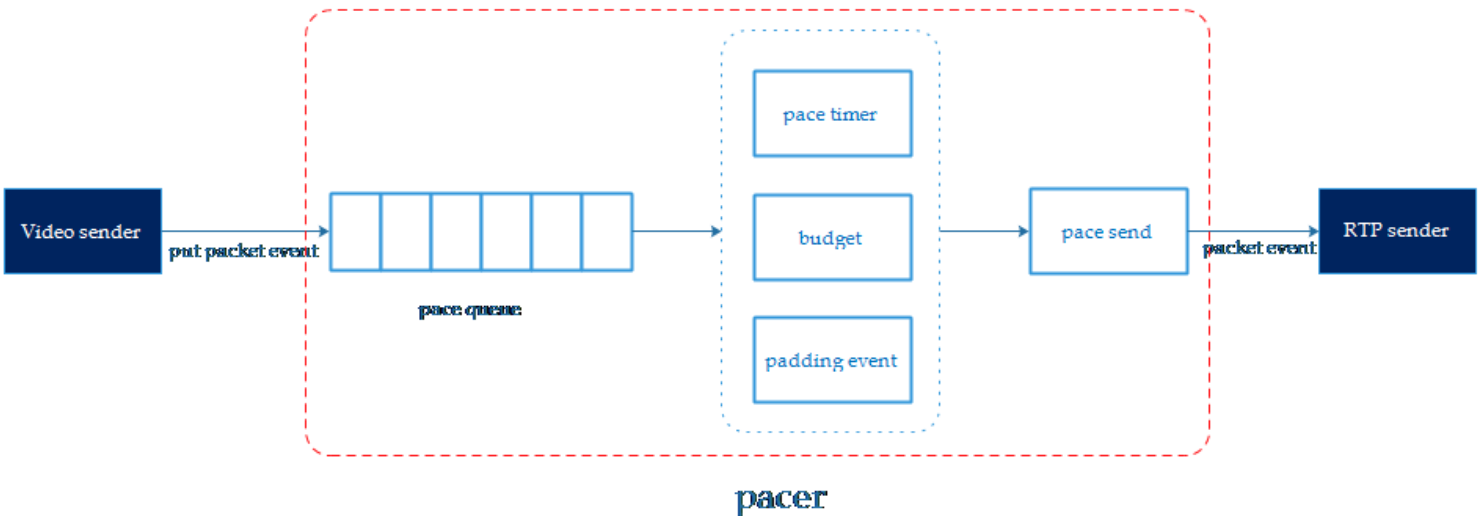 pace timer
Video sender
put packet event
budget
pace send
packet event
RTP sender
pace queue
padding event
pacer